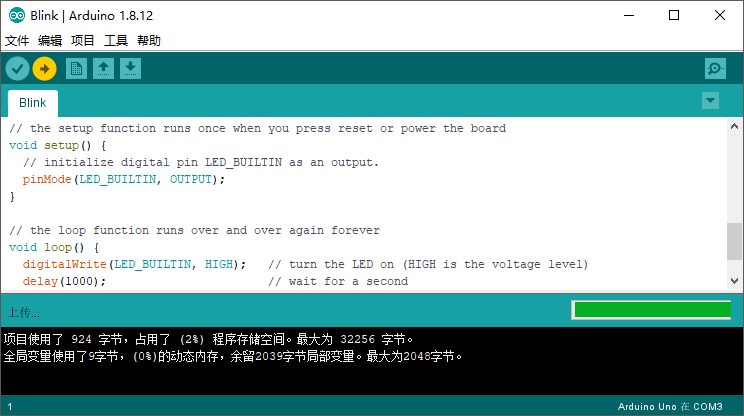 Blink | Arduino 1.8.12
文件 编辑 项目 工具 帮助
Blink
// the setup function runs once when you press reset or power the board
void setup() {
  // initialize digital pin LED_BUILTIN as an output.
  pinMode(LED_BUILTIN, OUTPUT);
}
// the loop function runs over and over again forever
void loop() {
  digitalWrite(LED_BUILTIN, HIGH);   // turn the LED on (HIGH is the voltage level)
  delay(1000);                       // wait for a second
上传...
项目使用了 924 字节，占用了 (2%) 程序存储空间。最大为 32256 字节。
全局变量使用了9字节，(0%)的动态内存，余留2039字节局部变量。最大为2048字节。
1
Arduino Uno 在 COM3